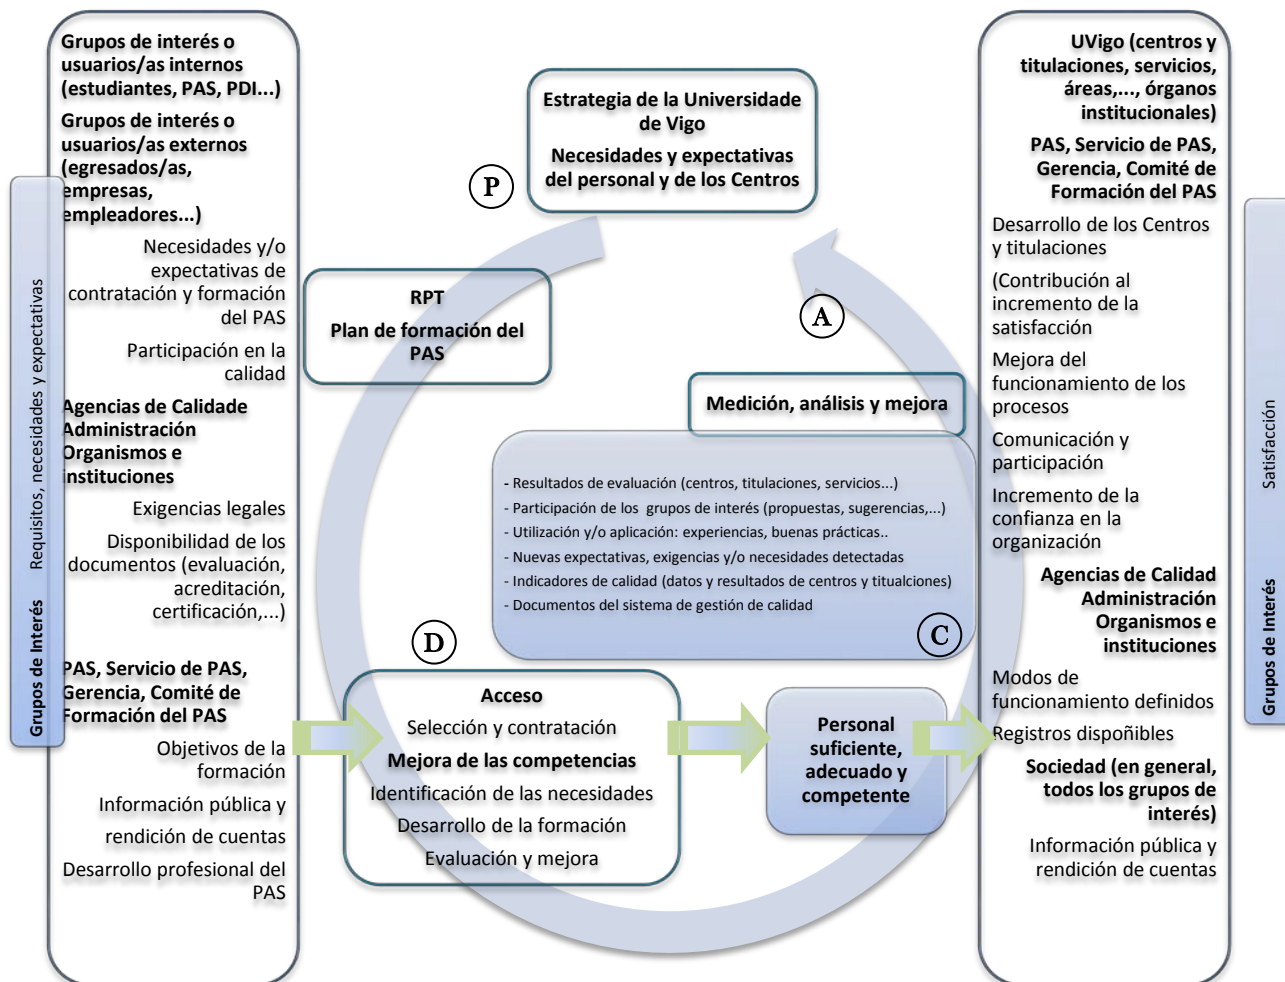 Grupos de interés o
usuarios/as internos
(estudiantes, PAS, PDI...)
Grupos de interés o
usuarios/as externos
(egresados/as,
empresas,
empleadores...)
Necesidades y/o
expectativas de
contratación y formación
del PAS
Participación en la
calidad
Agencias de Calidade
Administración
Organismos e
instituciones
Exigencias legales
Disponibilidad de los
documentos (evaluación,
acreditación,
certificación,...)
PAS, Servicio de PAS,
Gerencia, Comité de
Formación del PAS
Objetivos de la
formación
Información pública y
rendición de cuentas
Desarrollo profesional del
PAS
Grupos de Interés Requisitos, necesidades y expectativas
Estrategia de la Universidade
de Vigo
Necesidades y expectativas
del personal y de los Centros
P
RPT
Plan de formación del
PAS
A
Medición, análisis y mejora
- Resultados de evaluación (centros, titulaciones, servicios...)
- Participación de los grupos de interés (propuestas, sugerencias,...)
- Utilización y/o aplicación: experiencias, buenas prácticas..
- Nuevas expectativas, exigencias y/o necesidades detectadas
- Indicadores de calidad (datos y resultados de centros y titualciones)
- Documentos del sistema de gestión de calidad
C
D
Acceso
Selección y contratación
Mejora de las competencias
Identificación de las necesidades
Desarrollo de la formación
Evaluación y mejora
Personal
suficiente,
adecuado y
competente
UVigo (centros y
titulaciones, servicios,
áreas,..., órganos
institucionales)
PAS, Servicio de PAS,
Gerencia, Comité de
Formación del PAS
Desarrollo de los Centros
y titulaciones
(Contribución al
incremento de la
satisfacción
Mejora del
funcionamiento de los
procesos
Comunicación y
participación
Incremento de la
confianza en la
organización
Agencias de Calidad
Administración
Organismos e
instituciones
Modos de
funcionamiento definidos
Registros dispoñibles
Sociedad (en general,
todos los grupos de
interés)
Información pública y
rendición de cuentas
Grupos de Interés Satisfacción